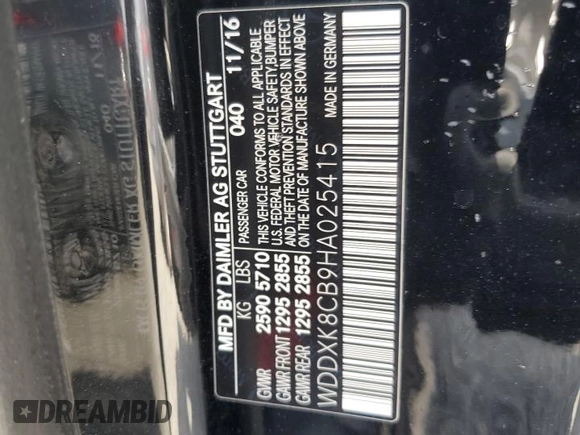 MFD BY DAIMLER AG STUTTGART
040 11/16
KG LBS PASSENGER CAR
GVWR 2590 5710
GAWR FRONT 1295 2855
GAWR REAR 1295 2855
THIS VEHICLE CONFORMS TO ALL APPLICABLE
U.S. FEDERAL MOTOR VEHICLE SAFETY,BUMPER
AND THEFT PREVENTION STANDARDS IN EFFECT
ON THE DATE OF MANUFACTURE SHOWN ABOVE
WDDXK8CB9HA025415 MADE IN GERMANY
DREAMBID